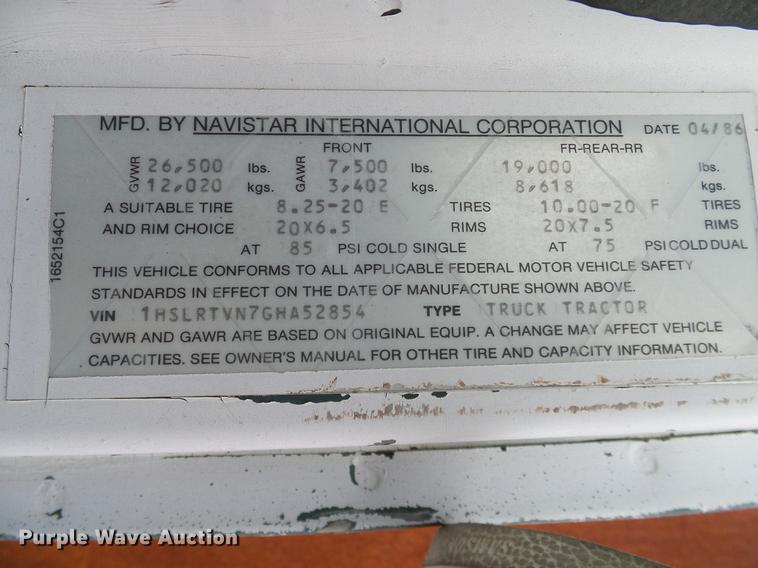 MFD. BY NAVISTAR INTERNATIONAL CORPORATION DATE 04/86
FRONT FR-REAR-RR
GVWR 26,500 lbs. GAWR 7,500 lbs. 19,000 lbs.
12,020 kgs. 3,402 kgs. 8,618 kgs.
A SUITABLE TIRE 8.25-20 E TIRES 10.00-20 F TIRES
AND RIM CHOICE 20X6.5 RIMS 20X7.5 RIMS
AT 85 PSI COLD SINGLE AT 75 PSI COLD DUAL
THIS VEHICLE CONFORMS TO ALL APPLICABLE FEDERAL MOTOR VEHICLE SAFETY
STANDARDS IN EFFECT ON THE DATE OF MANUFACTURE SHOWN ABOVE.
VIN 1HSLRTVN7GHA52854 TYPE TRUCK TRACTOR
GVWR AND GAWR ARE BASED ON ORIGINAL EQUIP. A CHANGE MAY AFFECT VEHICLE
CAPACITIES. SEE OWNER'S MANUAL FOR OTHER TIRE AND CAPACITY INFORMATION.
1652154C1
Purple Wave Auction